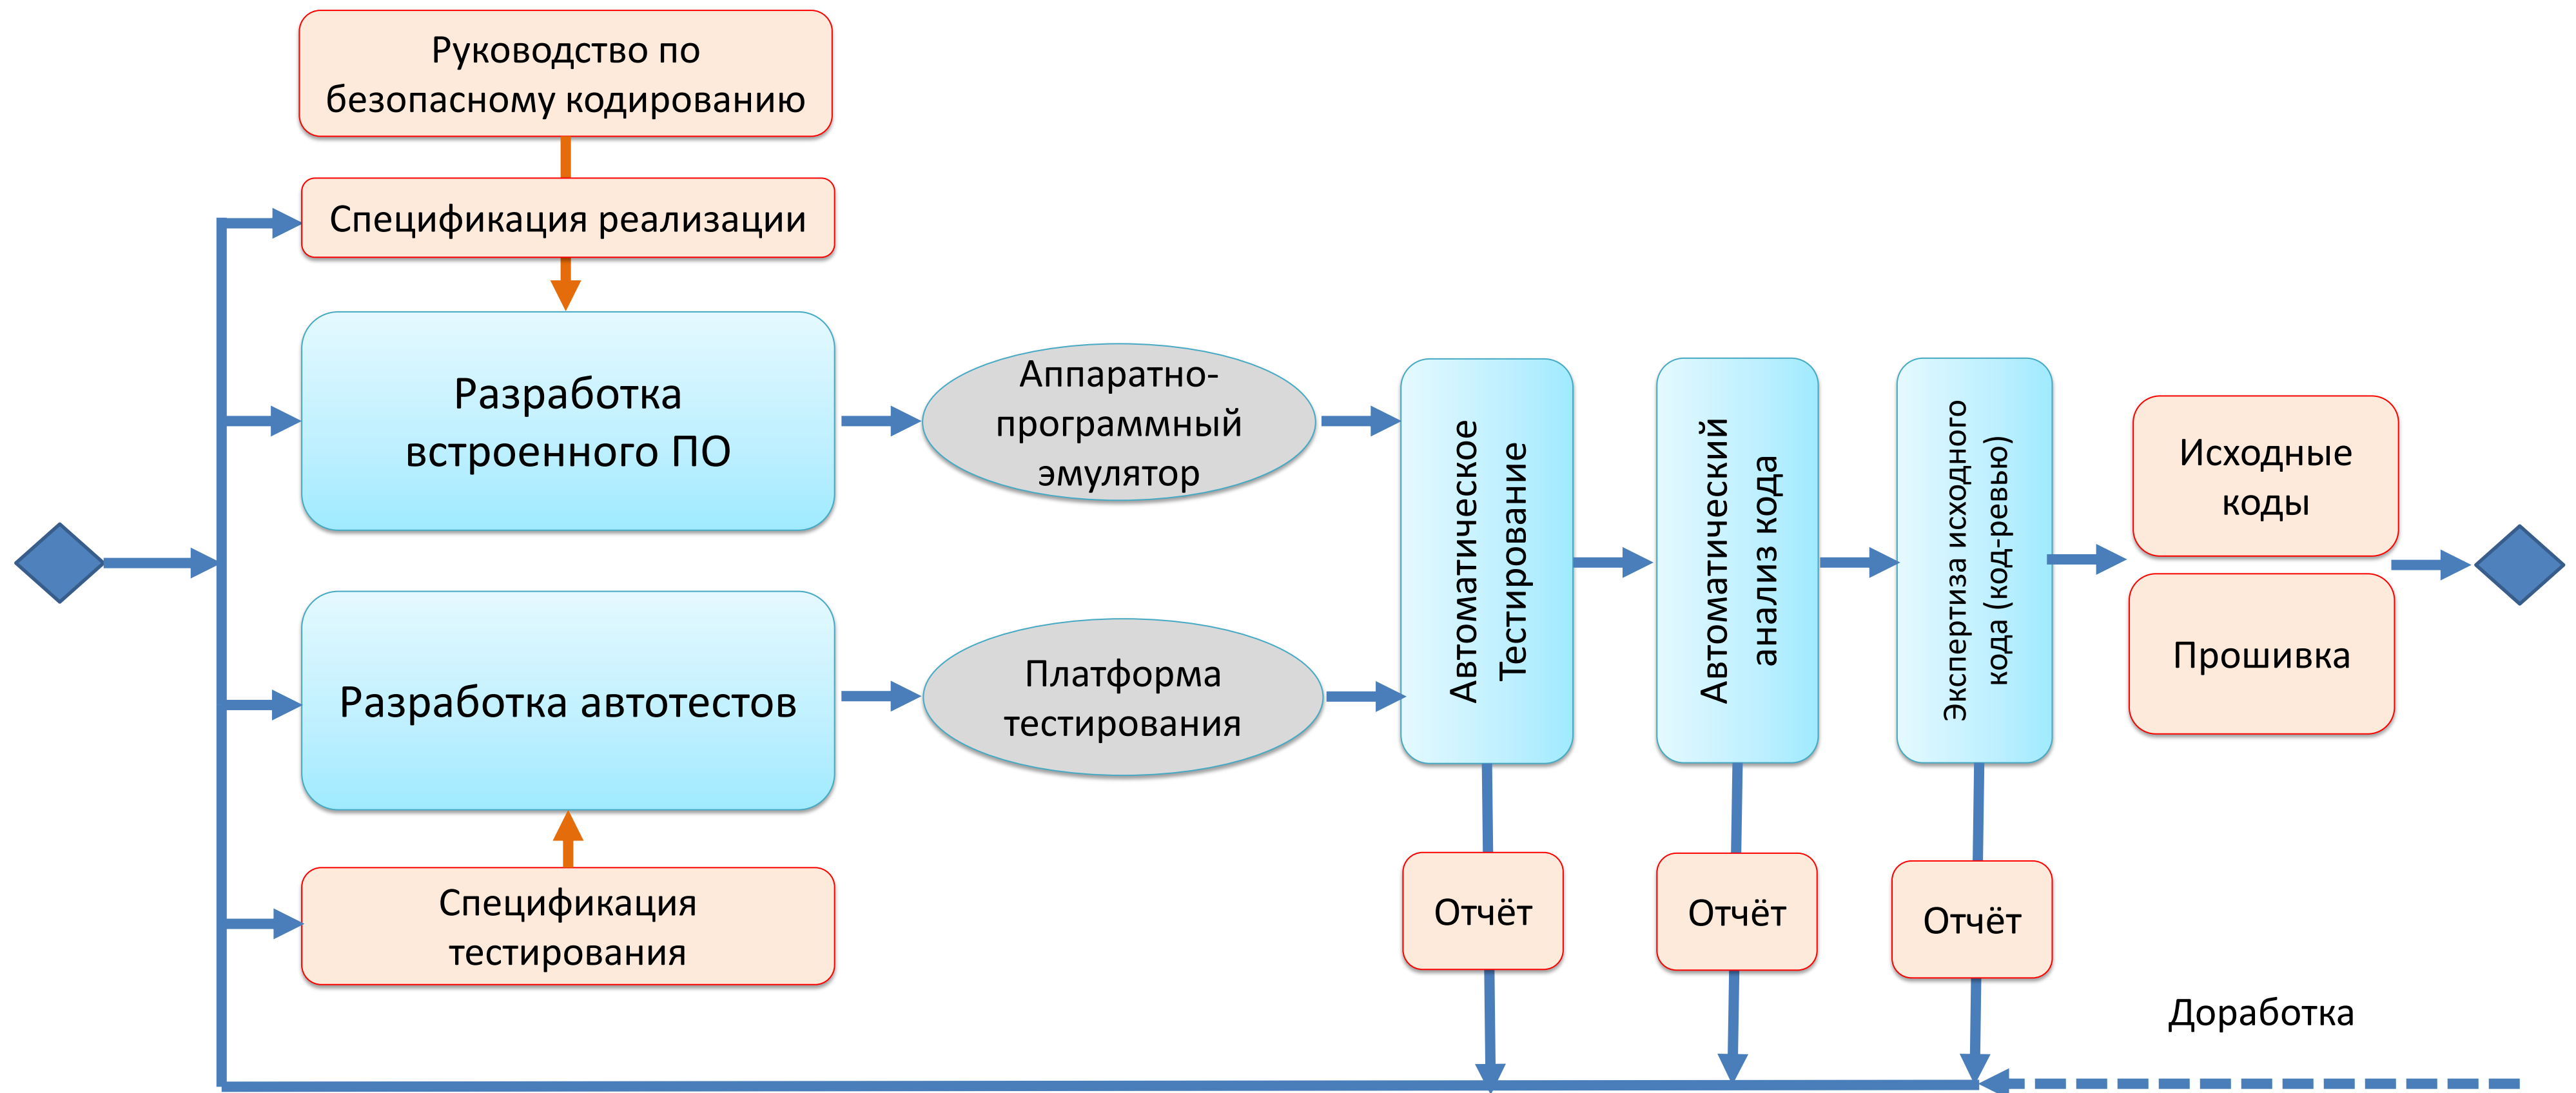 Руководство по
безопасному кодированию
Спецификация реализации
Разработка
встроенного ПО
Аппаратно-
программный
эмулятор
Разработка автотестов
Платформа
тестирования
Спецификация
тестирования
Автоматическое
Тестирование
Автоматический
анализ кода
Экспертиза исходного
кода (код-ревью)
Исходные
коды
Прошивка
Отчёт
Отчёт
Отчёт
Доработка